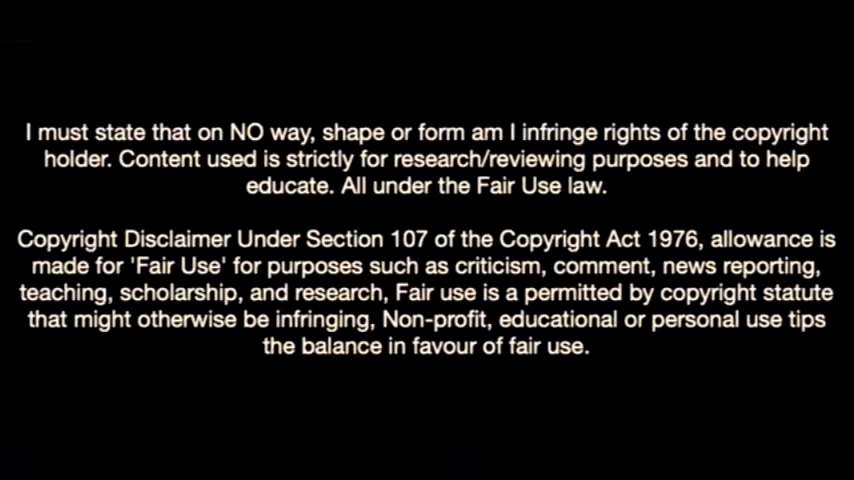 I must state that on NO way, shape or form am I infringe rights of the copyright
holder. Content used is strictly for research/reviewing purposes and to help
educate. All under the Fair Use law.
Copyright Disclaimer Under Section 107 of the Copyright Act 1976, allowance is
made for 'Fair Use' for purposes such as criticism, comment, news reporting,
teaching, scholarship, and research, Fair use is a permitted by copyright statute
that might otherwise be infringing, Non-profit, educational or personal use tips
the balance in favour of fair use.